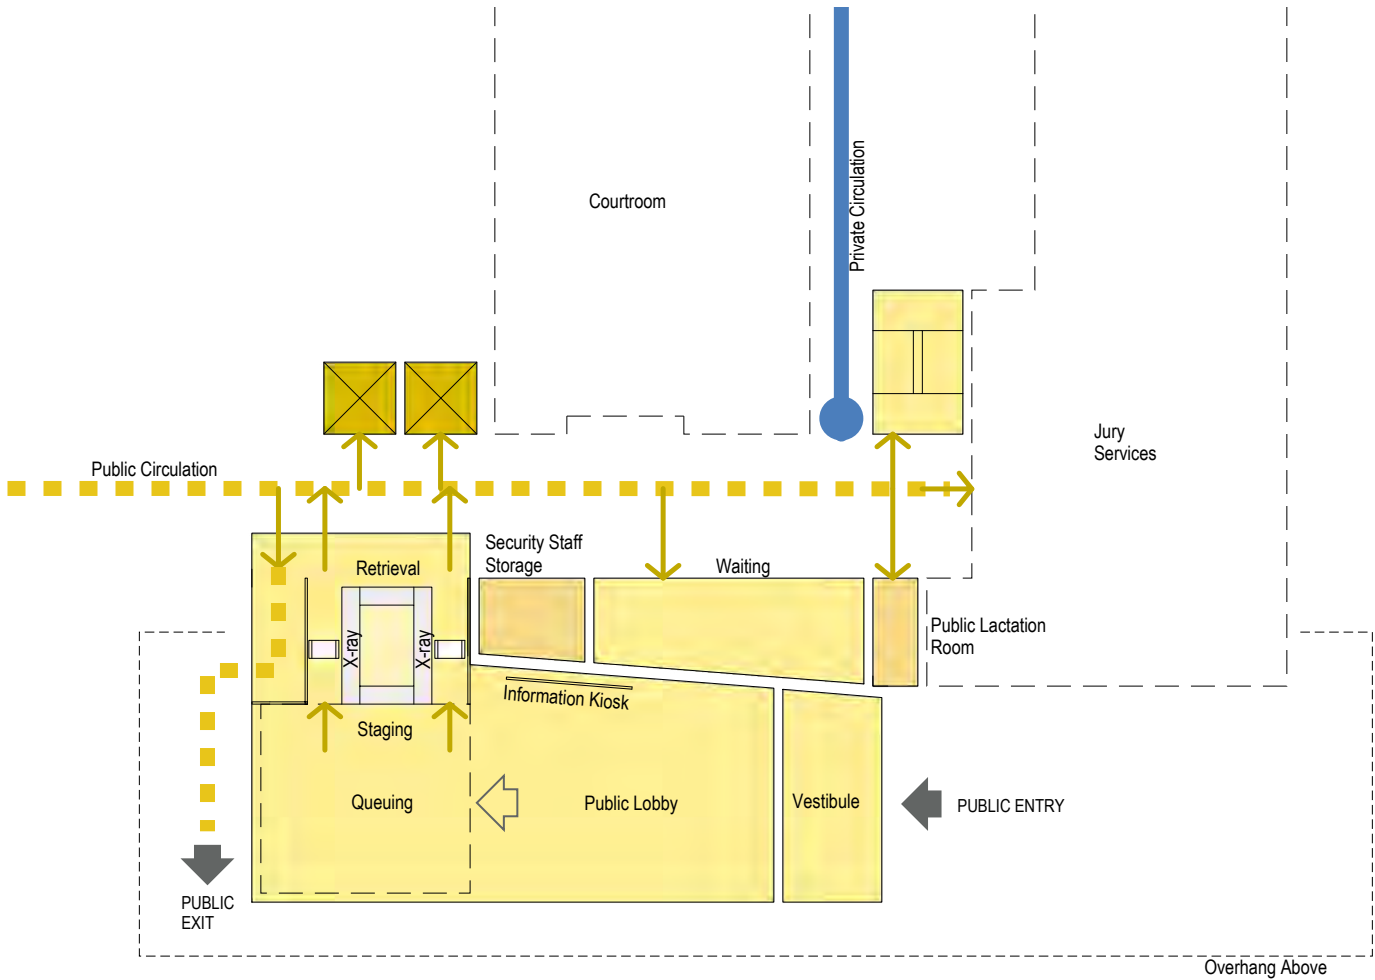 Courtroom
Private Circulation
Jury
Services
Public Circulation
Security Staff
Storage
Retrieval
Waiting
X-ray
X-ray
Public Lactation
Room
Information Kiosk
Staging
Queuing
Public Lobby
Vestibule
PUBLIC ENTRY
PUBLIC
EXIT
Overhang Above